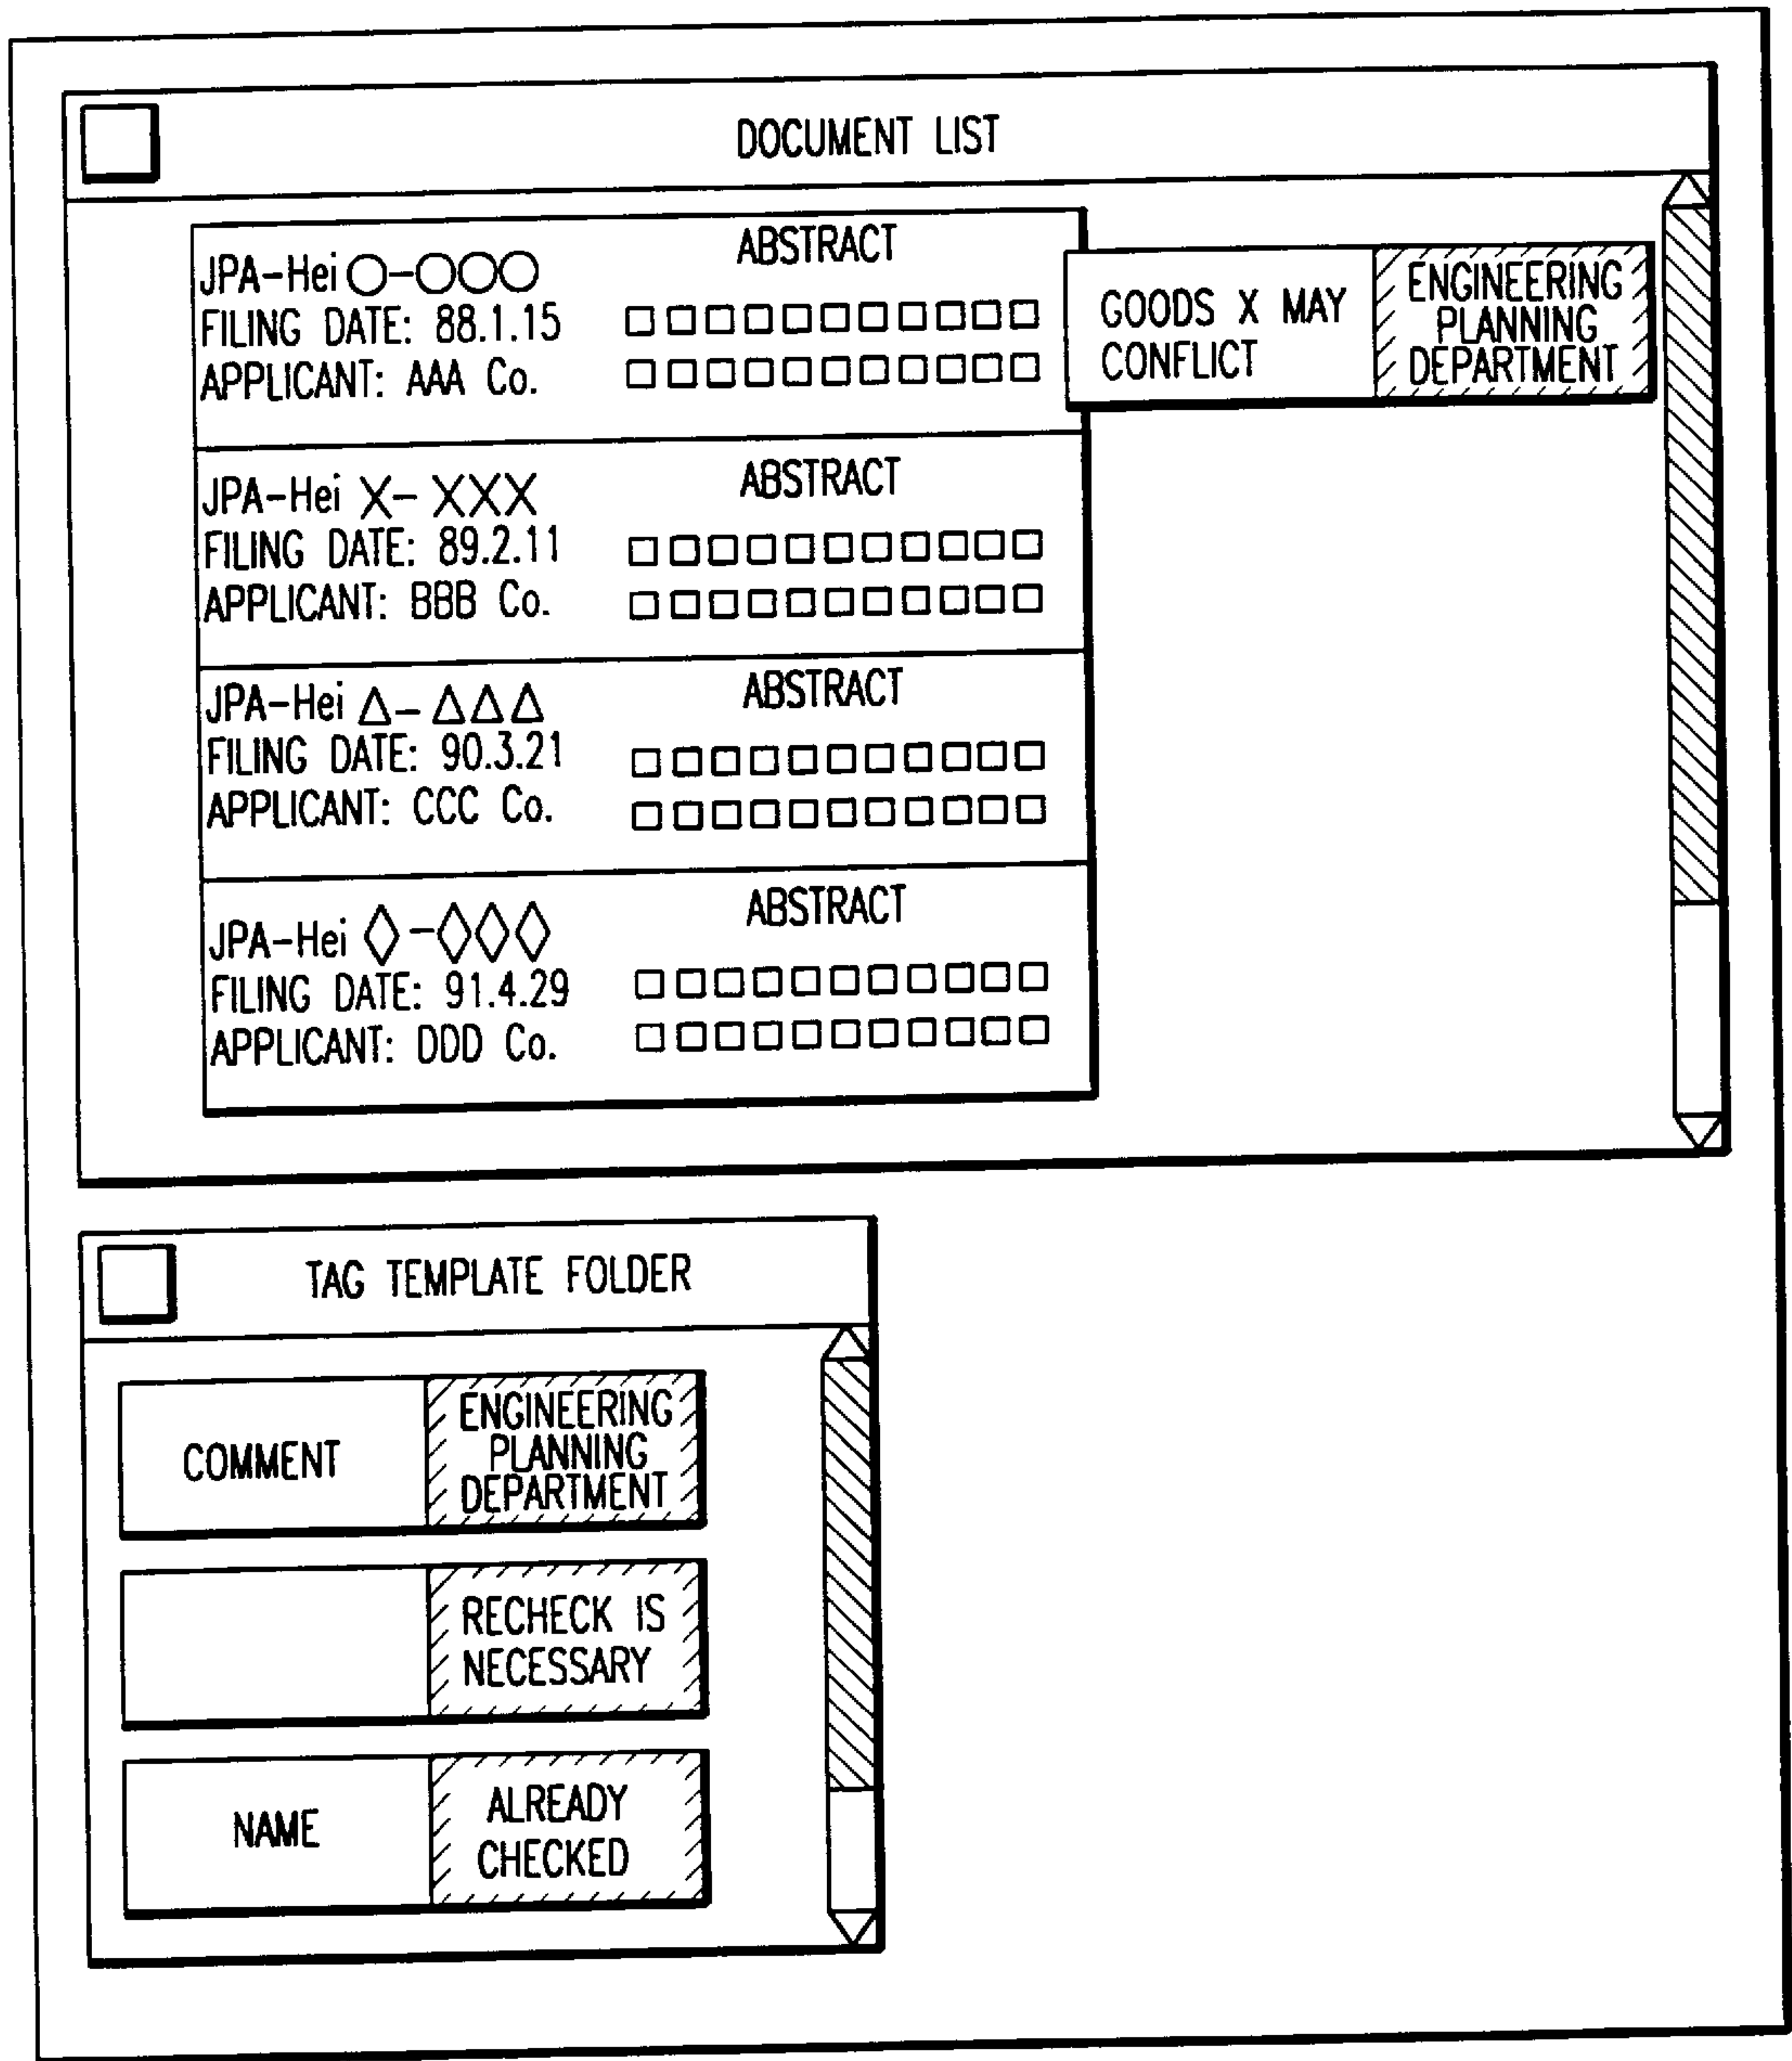 DOCUMENT LIST
JPA-Hei ○-○○○
FILING DATE: 88.1.15
APPLICANT: AAA Co.
ABSTRACT
□□□□□□□□□□□
□□□□□□□□□□□
GOODS X MAY
CONFLICT
ENGINEERING
PLANNING
DEPARTMENT
JPA-Hei X- XXX
FILING DATE: 89.2.11
APPLICANT: BBB Co.
ABSTRACT
□□□□□□□□□□□
□□□□□□□□□□□
JPA-Hei △- △△△
FILING DATE: 90.3.21
APPLICANT: CCC Co.
ABSTRACT
□□□□□□□□□□□
□□□□□□□□□□□
JPA-Hei ◇-◇◇◇
FILING DATE: 91.4.29
APPLICANT: DDD Co.
ABSTRACT
□□□□□□□□□□□
□□□□□□□□□□□
TAG TEMPLATE FOLDER
COMMENT
ENGINEERING
PLANNING
DEPARTMENT
RECHECK IS
NECESSARY
NAME
ALREADY
CHECKED